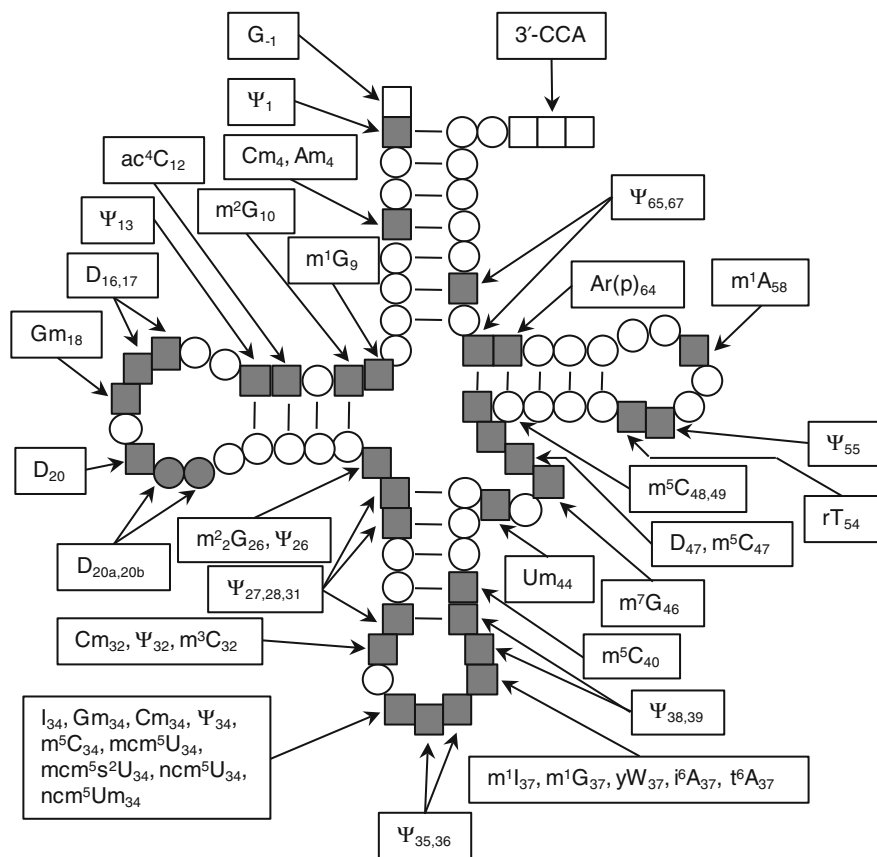 G₋₁
3′-CCA
Ψ₁
Cm₄, Am₄
ac⁴C₁₂
m²G₁₀
Ψ₁₃
m¹G₉
D₁₆,₁₇
Gm₁₈
Ψ₆₅,₆₇
Ar(p)₆₄
m¹A₅₈
D₂₀
Ψ₅₅
m⁵C₄₈,₄₉
rT₅₄
m²₂G₂₆, Ψ₂₆
D₄₇, m⁵C₄₇
D₂₀ₐ,₂₀b
Um₄₄
Ψ₂₇,₂₈,₃₁
m⁷G₄₆
Cm₃₂, Ψ₃₂, m³C₃₂
m⁵C₄₀
Ψ₃₈,₃₉
I₃₄, Gm₃₄, Cm₃₄, Ψ₃₄,
m⁵C₃₄, mcm⁵U₃₄,
mcm⁵s²U₃₄, ncm⁵U₃₄,
ncm⁵Um₃₄
m¹I₃₇, m¹G₃₇, yW₃₇, i⁶A₃₇, t⁶A₃₇
Ψ₃₅,₃₆